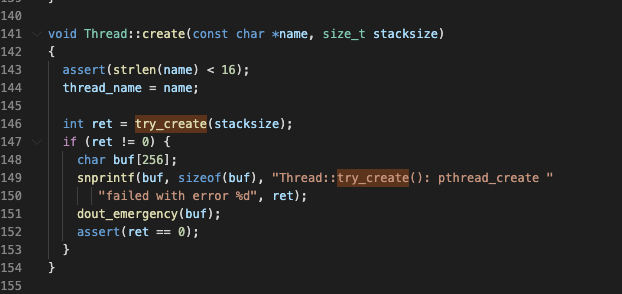 140
141 void Thread::create(const char *name, size_t stacksize)
142 {
143   assert(strlen(name) < 16);
144   thread_name = name;
145
146   int ret = try_create(stacksize);
147   if (ret != 0) {
148     char buf[256];
149     snprintf(buf, sizeof(buf), "Thread::try_create(): pthread_create "
150       "failed with error %d", ret);
151     dout_emergency(buf);
152     assert(ret == 0);
153   }
154 }
155